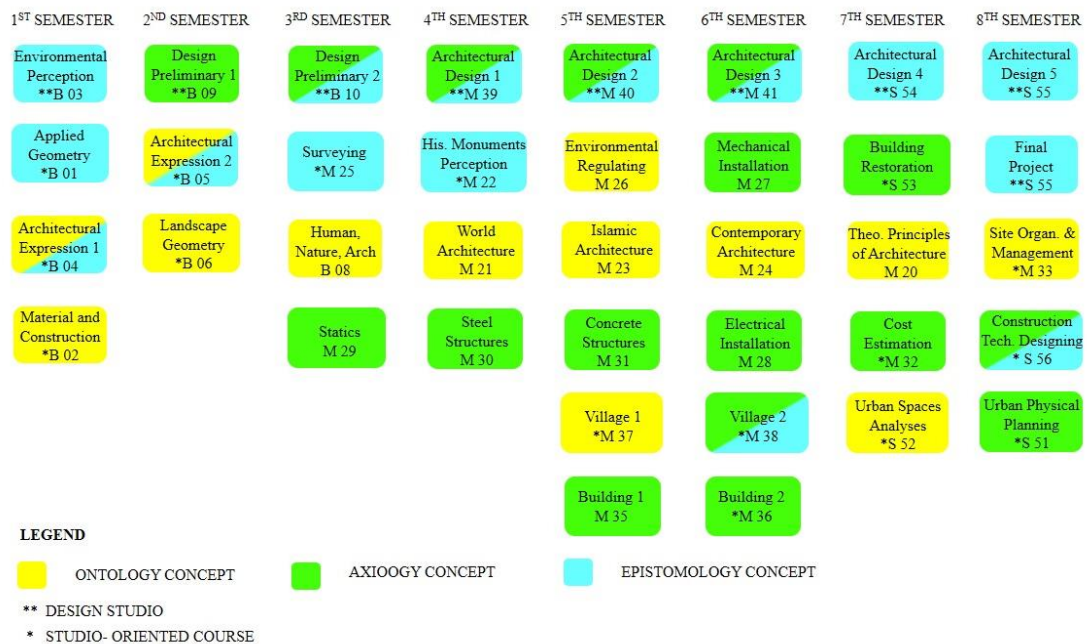 1ST SEMESTER
2ND SEMESTER
3RD SEMESTER
4TH SEMESTER
5TH SEMESTER
6TH SEMESTER
7TH SEMESTER
8TH SEMESTER
Environmental
Perception
**B 03
Design
Preliminary 1
**B 09
Design
Preliminary 2
**B 10
Architectural
Design 1
**M 39
Architectural
Design 2
**M 40
Architectural
Design 3
**M 41
Architectural
Design 4
**S 54
Architectural
Design 5
**S 55
Applied
Geometry
*B 01
Architectural
Expression 2
*B 05
Surveying
*M 25
His. Monuments
Perception
*M 22
Environmental
Regulating
M 26
Mechanical
Installation
M 27
Building
Restoration
*S 53
Final
Project
**S 55
Architectural
Expression 1
*B 04
Landscape
Geometry
*B 06
Human,
Nature, Arch
B 08
World
Architecture
M 21
Islamic
Architecture
M 23
Contemporary
Architecture
M 24
Theo. Principles
of Architecture
M 20
Site Organ. &
Management
*M 33
Material and
Construction
*B 02
Statics
M 29
Steel
Structures
M 30
Concrete
Structures
M 31
Electrical
Installation
M 28
Cost
Estimation
*M 32
Construction
Tech. Designing
* S 56
Village 1
*M 37
Village 2
*M 38
Urban Spaces
Analyses
*S 52
Urban Physical
Planning
*S 51
Building 1
M 35
Building 2
*M 36
LEGEND
ONTOLOGY CONCEPT
AXIOOGY CONCEPT
EPISTOMOLOGY CONCEPT
** DESIGN STUDIO
* STUDIO- ORIENTED COURSE